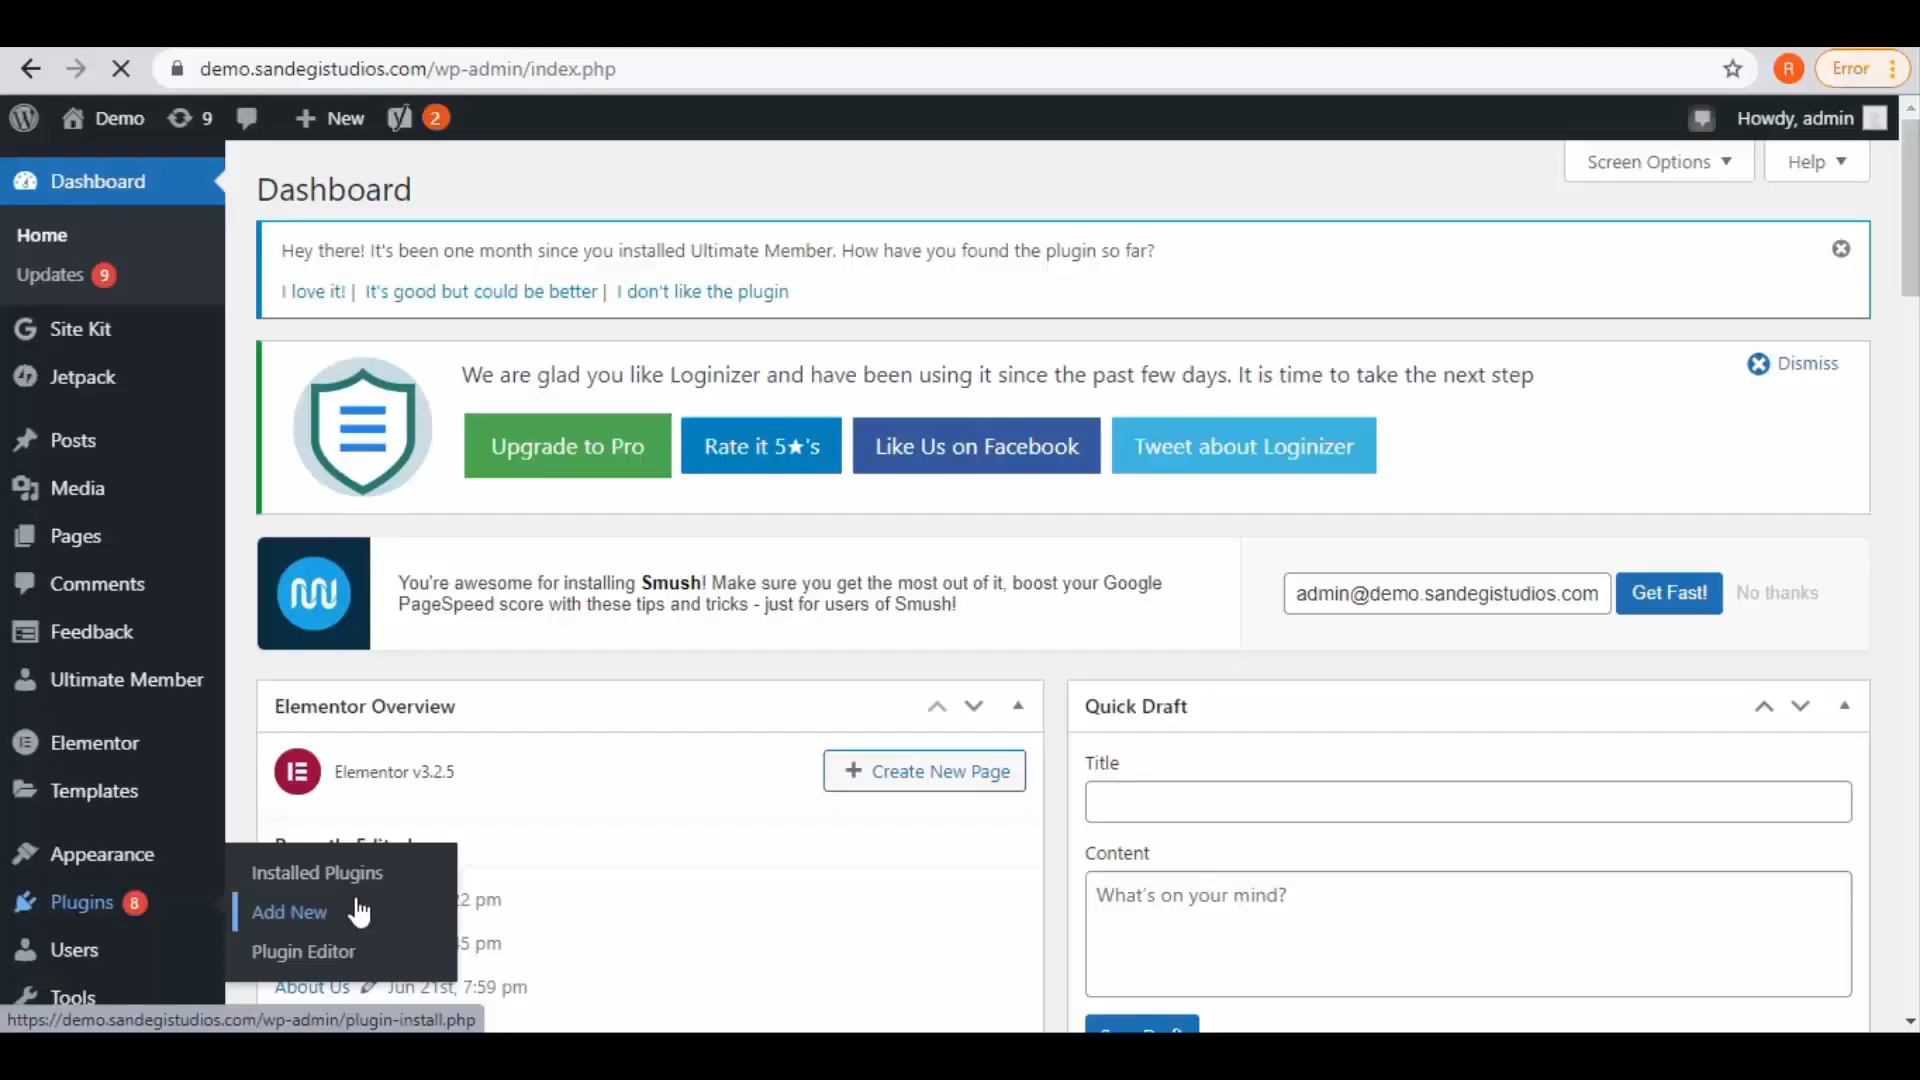 demo.sandegistudios.com/wp-admin/index.php
R
Error
Demo
9
New
2
Howdy, admin
Dashboard
Home
Updates 9
Site Kit
Jetpack
Posts
Media
Pages
Comments
Feedback
Ultimate Member
Elementor
Templates
Appearance
Plugins 8
Users
Tools
Installed Plugins
Add New
Plugin Editor
Screen Options
Help
Dashboard
Hey there! It's been one month since you installed Ultimate Member. How have you found the plugin so far?
I love it! | It's good but could be better | I don't like the plugin
We are glad you like Loginizer and have been using it since the past few days. It is time to take the next step
Dismiss
Upgrade to Pro
Rate it 5★'s
Like Us on Facebook
Tweet about Loginizer
You're awesome for installing Smush! Make sure you get the most out of it, boost your Google
PageSpeed score with these tips and tricks - just for users of Smush!
admin@demo.sandegistudios.com
Get Fast!
No thanks
Elementor Overview
Elementor v3.2.5
Create New Page
2 pm
5 pm
About Us Jun 21st, 7:59 pm
Quick Draft
Title
Content
What's on your mind?
https://demo.sandegistudios.com/wp-admin/plugin-install.php